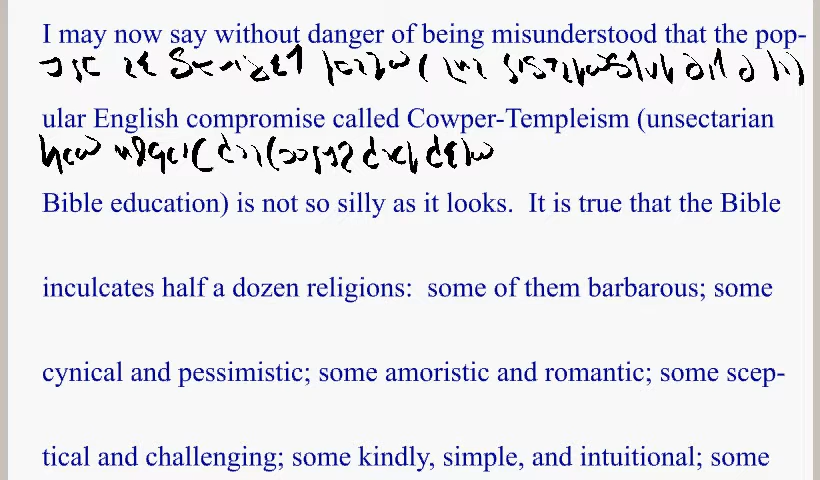 I may now say without danger of being misunderstood that the pop-
ular English compromise called Cowper-Templeism (unsectarian
Bible education) is not so silly as it looks.  It is true that the Bible
inculcates half a dozen religions:  some of them barbarous; some
cynical and pessimistic; some amoristic and romantic; some scep-
tical and challenging; some kindly, simple, and intuitional; some